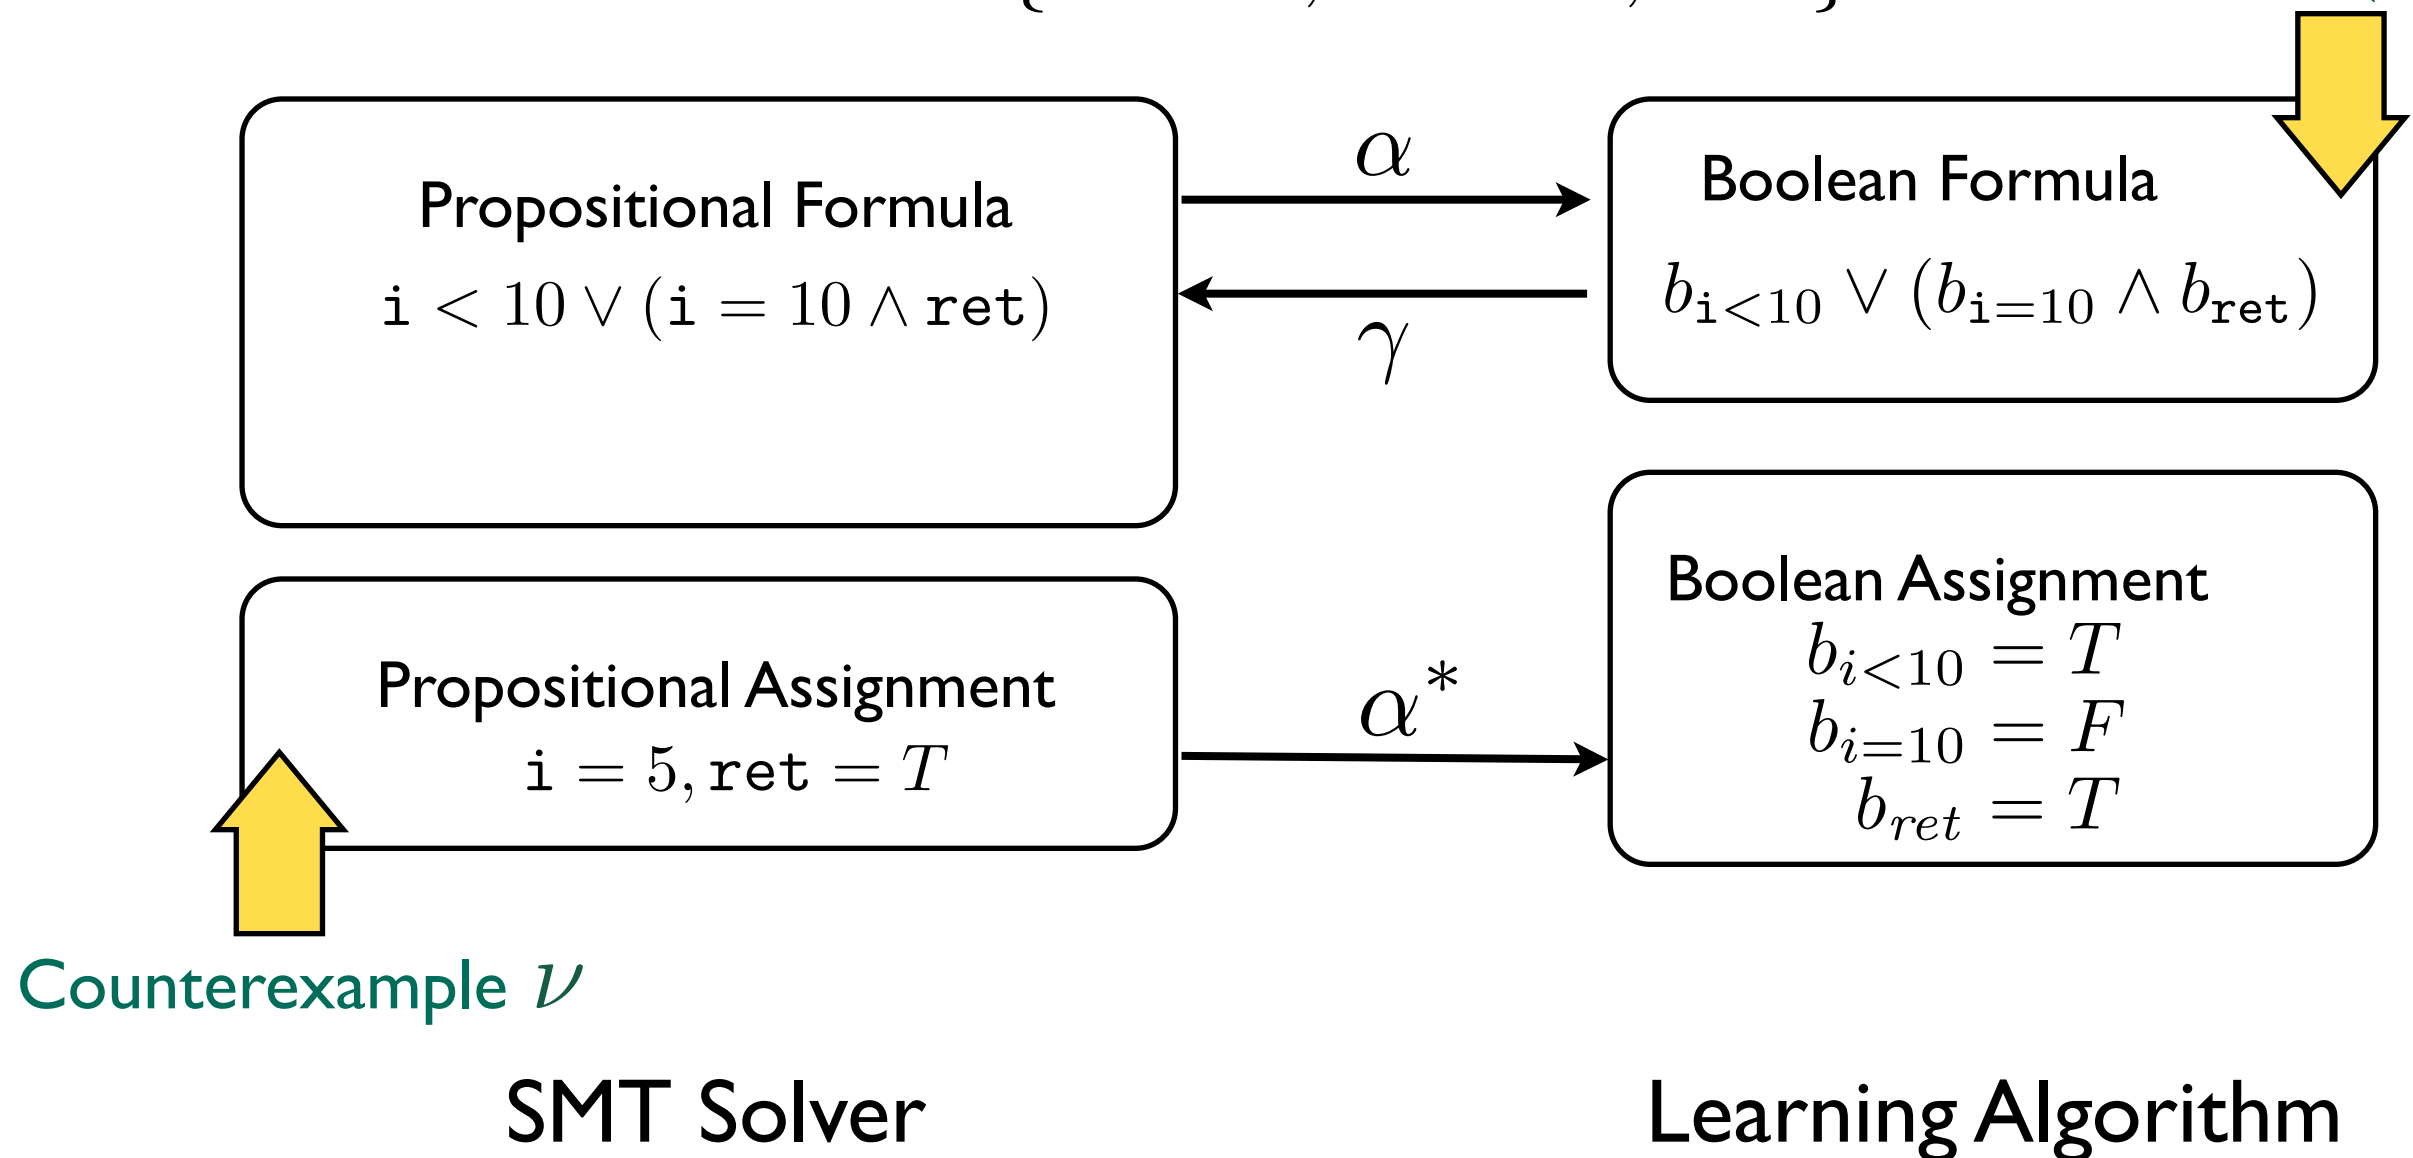 α
Propositional Formula
i < 10 ∨ (i = 10 ∧ ret)
Boolean Formula
b_{i<10} ∨ (b_{i=10} ∧ b_{ret})
γ
Propositional Assignment
i = 5, ret = T
α*
Boolean Assignment
b_{i<10} = T
b_{i=10} = F
b_{ret} = T
Counterexample ν
SMT Solver
Learning Algorithm